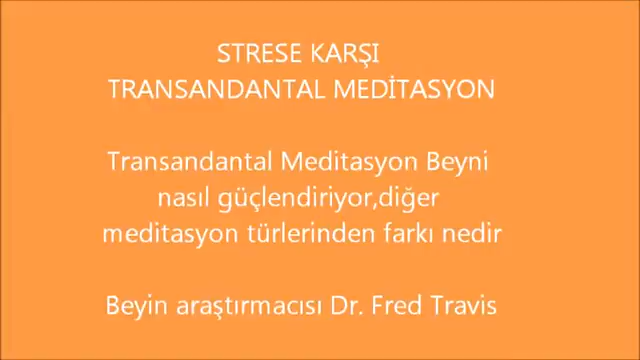 STRESE KARŞI
TRANSANDANTAL MEDİTASYON
Transandantal Meditasyon Beyni
nasıl güçlendiriyor,diğer
meditasyon türlerinden farkı nedir
Beyin araştırmacısı Dr. Fred Travis